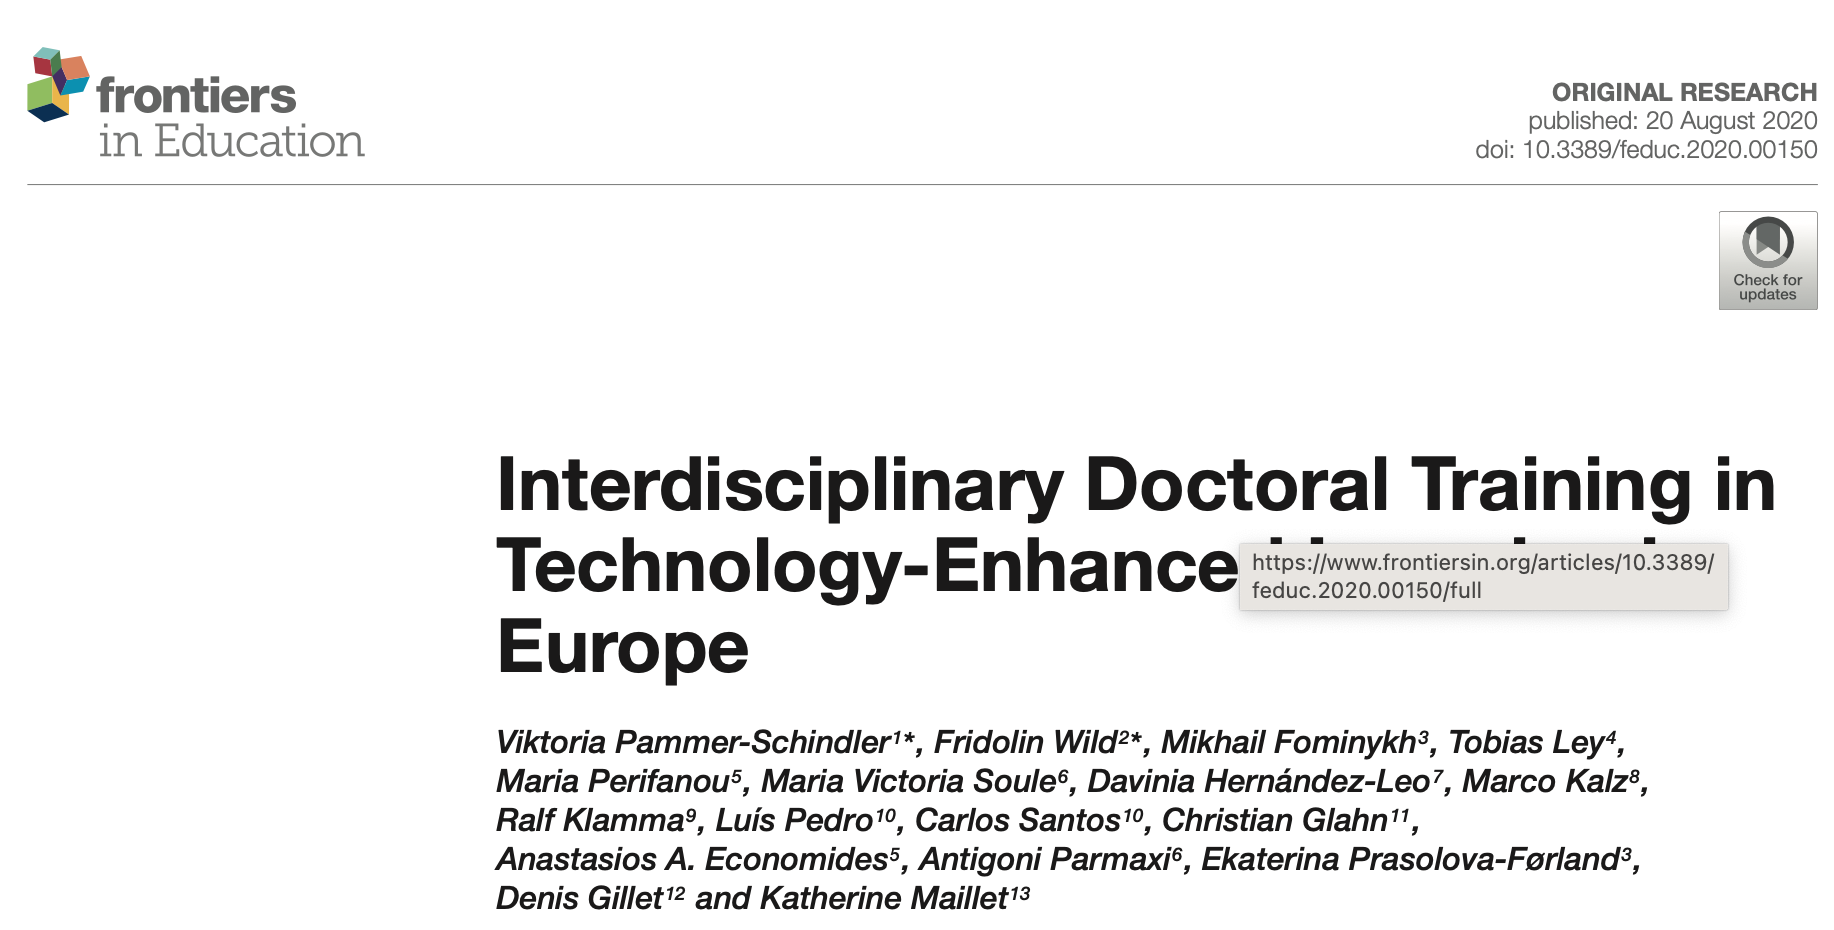 frontiers
in Education
ORIGINAL RESEARCH
published: 20 August 2020
doi: 10.3389/feduc.2020.00150
Check for
updates
Interdisciplinary Doctoral Training in
Technology-Enhance
https://www.frontiersin.org/articles/10.3389/
feduc.2020.00150/full
Europe
Viktoria Pammer-Schindler¹*, Fridolin Wild²*, Mikhail Fominykh³, Tobias Ley⁴,
Maria Perifanou⁵, Maria Victoria Soule⁶, Davinia Hernández-Leo⁷, Marco Kalz⁸,
Ralf Klamma⁹, Luís Pedro¹⁰, Carlos Santos¹⁰, Christian Glahn¹¹,
Anastasios A. Economides⁵, Antigoni Parmaxi⁶, Ekaterina Prasolova-Førland³,
Denis Gillet¹² and Katherine Maillet¹³